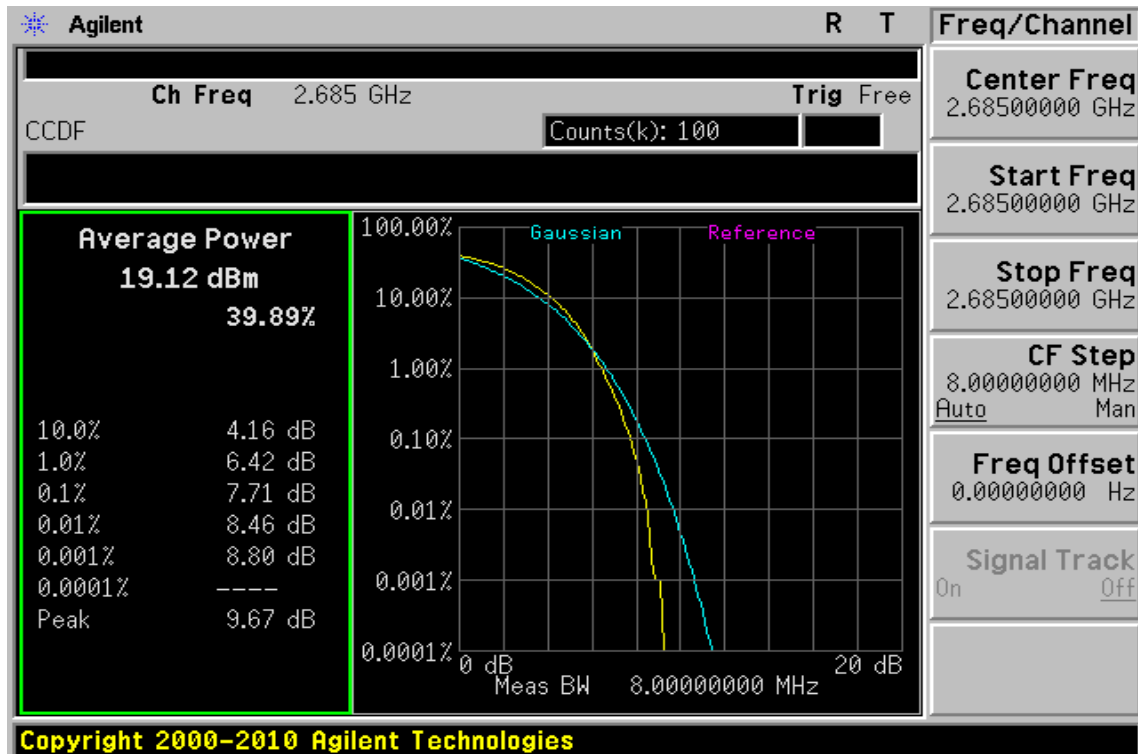 Agilent R T
Freq/Channel
Ch Freq 2.685 GHz Trig Free
CCDF Counts(k): 100
Average Power
19.12 dBm
39.89%
10.0% 4.16 dB
1.0% 6.42 dB
0.1% 7.71 dB
0.01% 8.46 dB
0.001% 8.80 dB
0.0001% ----
Peak 9.67 dB
Gaussian Reference
100.00%
10.00%
1.00%
0.10%
0.01%
0.001%
0.0001%
0 dB 20 dB
Meas BW 8.00000000 MHz
Center Freq
2.68500000 GHz
Start Freq
2.68500000 GHz
Stop Freq
2.68500000 GHz
CF Step
8.00000000 MHz
Auto Man
Freq Offset
0.00000000 Hz
Signal Track
On Off
Copyright 2000-2010 Agilent Technologies